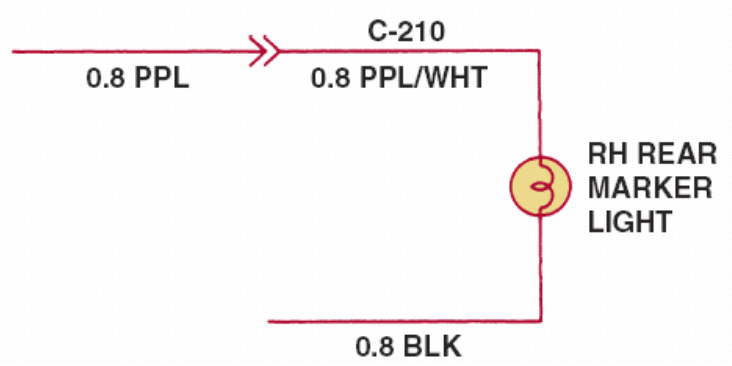 C-210
0.8 PPL
0.8 PPL/WHT
RH REAR
MARKER
LIGHT
0.8 BLK